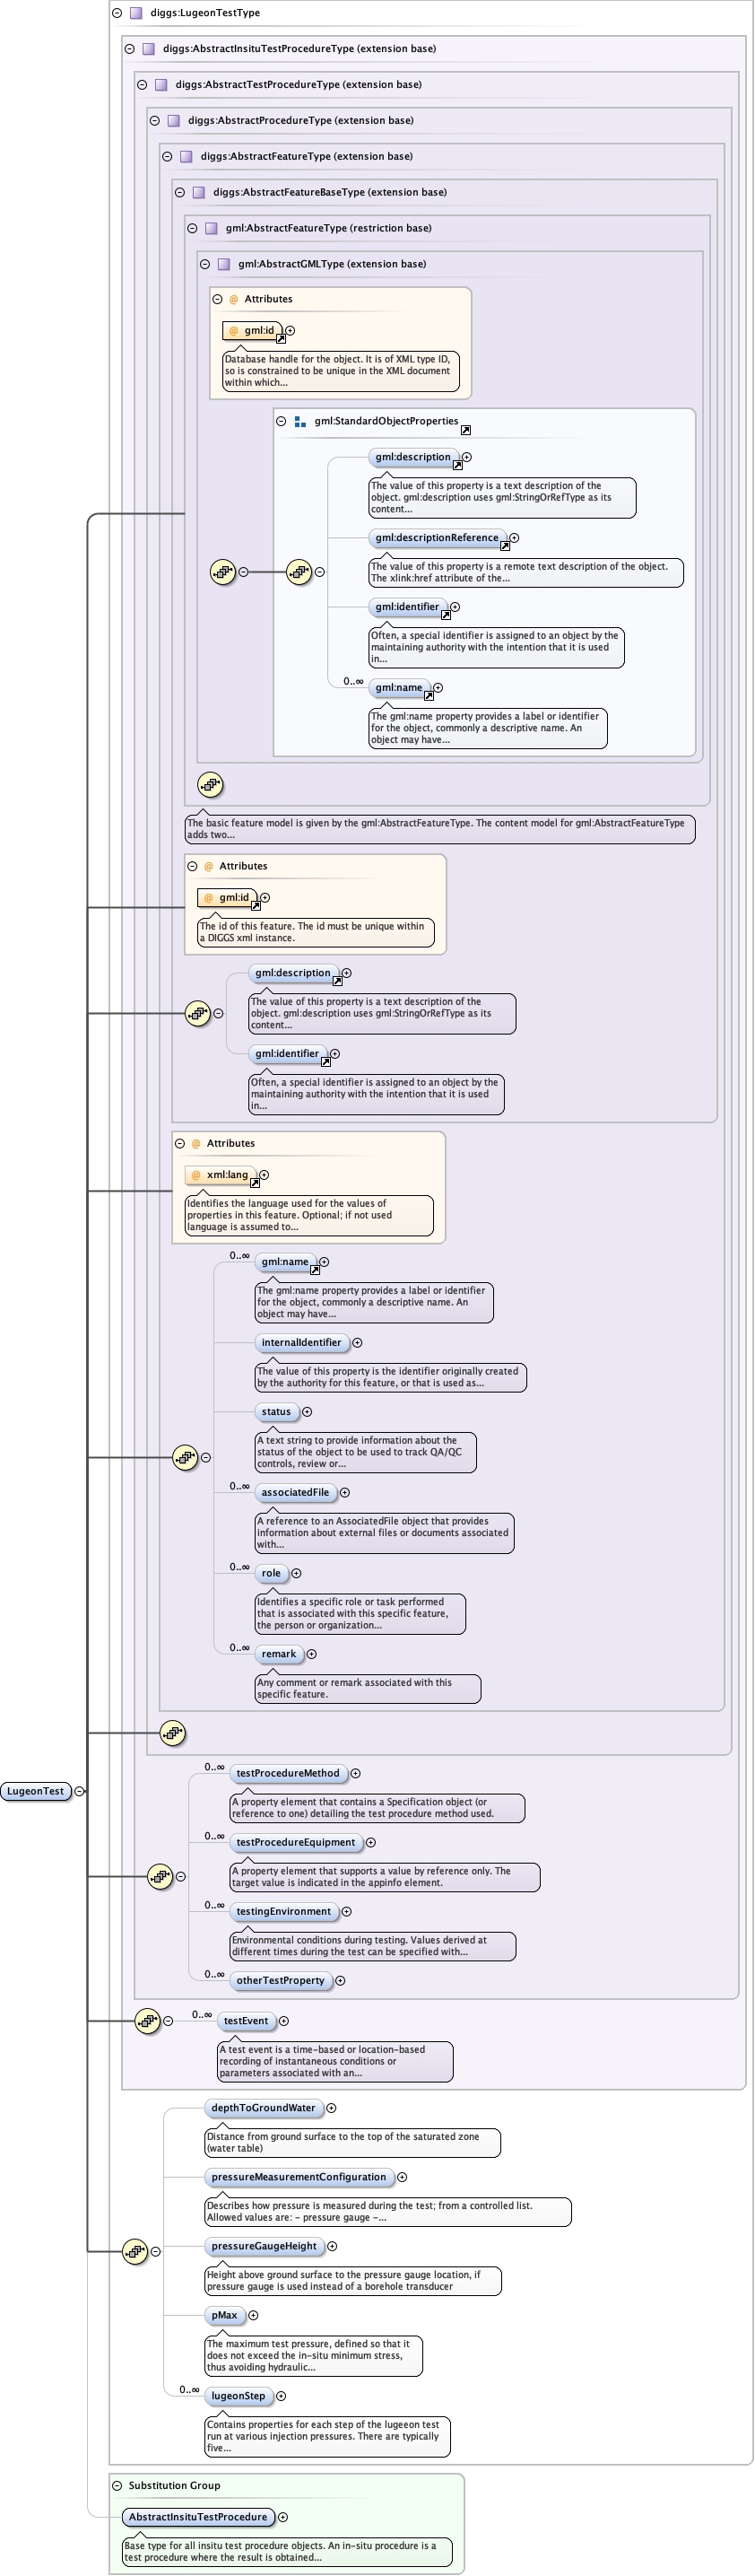 diggs:LugeonTestType
diggs:AbstractInsituTestProcedureType (extension base)
diggs:AbstractTestProcedureType (extension base)
diggs:AbstractProcedureType (extension base)
diggs:AbstractFeatureType (extension base)
diggs:AbstractFeatureBaseType (extension base)
gml:AbstractFeatureType (restriction base)
gml:AbstractGMLType (extension base)
@ Attributes
@ gml:id
Database handle for the object. It is of XML type ID,
so is constrained to be unique in the XML document
within which...
gml:StandardObjectProperties
gml:description
The value of this property is a text description of the
object. gml:description uses gml:StringOrRefType as its
content...
gml:descriptionReference
The value of this property is a remote text description of the object.
The xlink:href attribute of the...
gml:identifier
Often, a special identifier is assigned to an object by the
maintaining authority with the intention that it is used
in...
0..∞
gml:name
The gml:name property provides a label or identifier
for the object, commonly a descriptive name. An
object may have...
The basic feature model is given by the gml:AbstractFeatureType. The content model for gml:AbstractFeatureType
adds two...
@ Attributes
@ gml:id
The id of this feature. The id must be unique within
a DIGGS xml instance.
gml:description
The value of this property is a text description of the
object. gml:description uses gml:StringOrRefType as its
content...
gml:identifier
Often, a special identifier is assigned to an object by the
maintaining authority with the intention that it is used
in...
@ Attributes
@ xml:lang
Identifies the language used for the values of
properties in this feature. Optional; if not used
language is assumed to...
0..∞
gml:name
The gml:name property provides a label or identifier
for the object, commonly a descriptive name. An
object may have...
internalIdentifier
The value of this property is the identifier originally created
by the authority for this feature, or that is used as...
status
A text string to provide information about the
status of the object to be used to track QA/QC
controls, review or...
0..∞
associatedFile
A reference to an AssociatedFile object that provides
information about external files or documents associated
with...
0..∞
role
Identifies a specific role or task performed
that is associated with this specific feature,
the person or organization...
0..∞
remark
Any comment or remark associated with this
specific feature.
LugeonTest
0..∞
testProcedureMethod
A property element that contains a Specification object (or
reference to one) detailing the test procedure method used.
0..∞
testProcedureEquipment
A property element that supports a value by reference only. The
target value is indicated in the appinfo element.
0..∞
testingEnvironment
Environmental conditions during testing. Values derived at
different times during the test can be specified with...
0..∞
otherTestProperty
0..∞
testEvent
A test event is a time-based or location-based
recording of instantaneous conditions or
parameters associated with an...
depthToGroundWater
Distance from ground surface to the top of the saturated zone
(water table)
pressureMeasurementConfiguration
Describes how pressure is measured during the test; from a controlled list.
Allowed values are: - pressure gauge -...
pressureGaugeHeight
Height above ground surface to the pressure gauge location, if
pressure gauge is used instead of a borehole transducer
pMax
The maximum test pressure, defined so that it
does not exceed the in-situ minimum stress,
thus avoiding hydraulic...
0..∞
lugeonStep
Contains properties for each step of the lugeeon test
run at various injection pressures. There are typically
five...
Substitution Group
AbstractInsituTestProcedure
Base type for all insitu test procedure objects. An in-situ procedure is a
test procedure where the result is obtained...